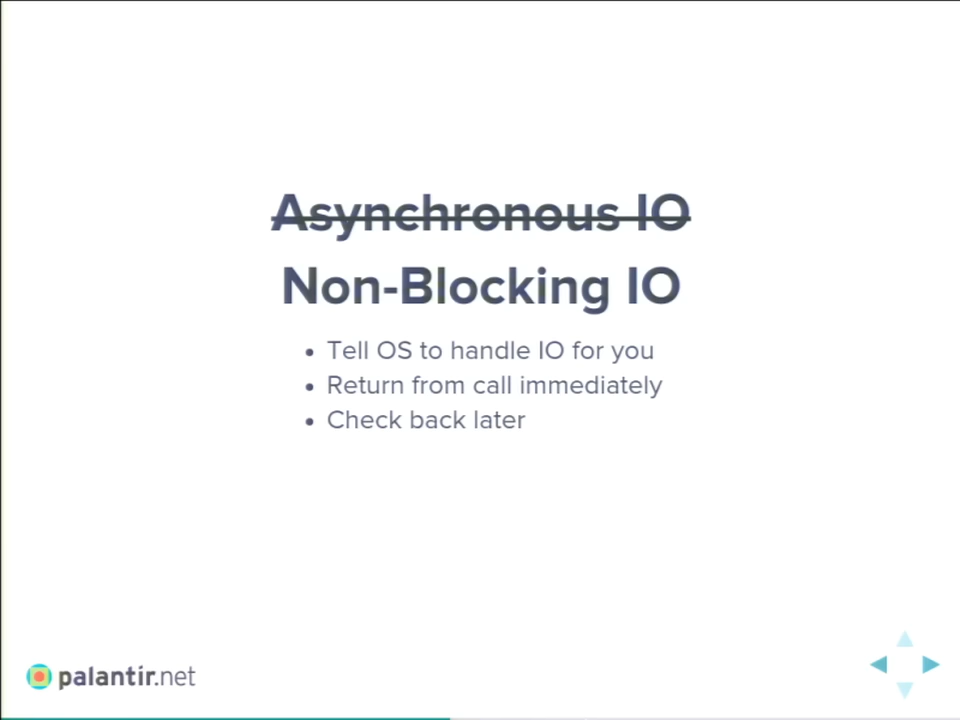 Asynchronous IO
Non-Blocking IO
Tell OS to handle IO for you
Return from call immediately
Check back later
palantir.net